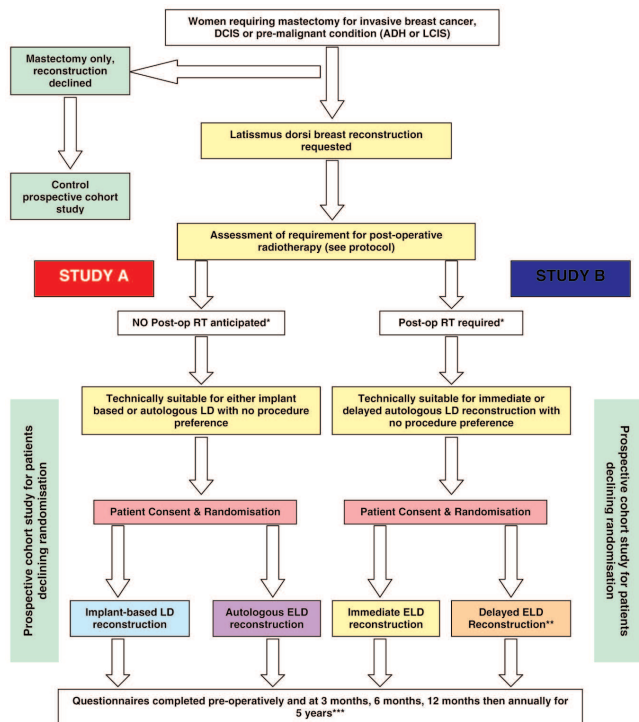 Women requiring mastectomy for invasive breast cancer,
DCIS or pre-malignant condition (ADH or LCIS)
Mastectomy only,
reconstruction
declined
Latissmus dorsi breast reconstruction
requested
Control
prospective cohort
study
Assessment of requirement for post-operative
radiotherapy (see protocol)
STUDY A
STUDY B
NO Post-op RT anticipated*
Post-op RT required*
Technically suitable for either implant
based or autologous LD with no procedure
preference
Technically suitable for immediate or
delayed autologous LD reconstruction with
no procedure preference
Prospective cohort study for patients
declining randomisation
Prospective cohort study for patients
declining randomisation
Patient Consent & Randomisation
Patient Consent & Randomisation
Implant-based LD
reconstruction
Autologous ELD
reconstruction
Immediate ELD
reconstruction
Delayed ELD
Reconstruction**
Questionnaires completed pre-operatively and at 3 months, 6 months, 12 months then annually for
5 years***